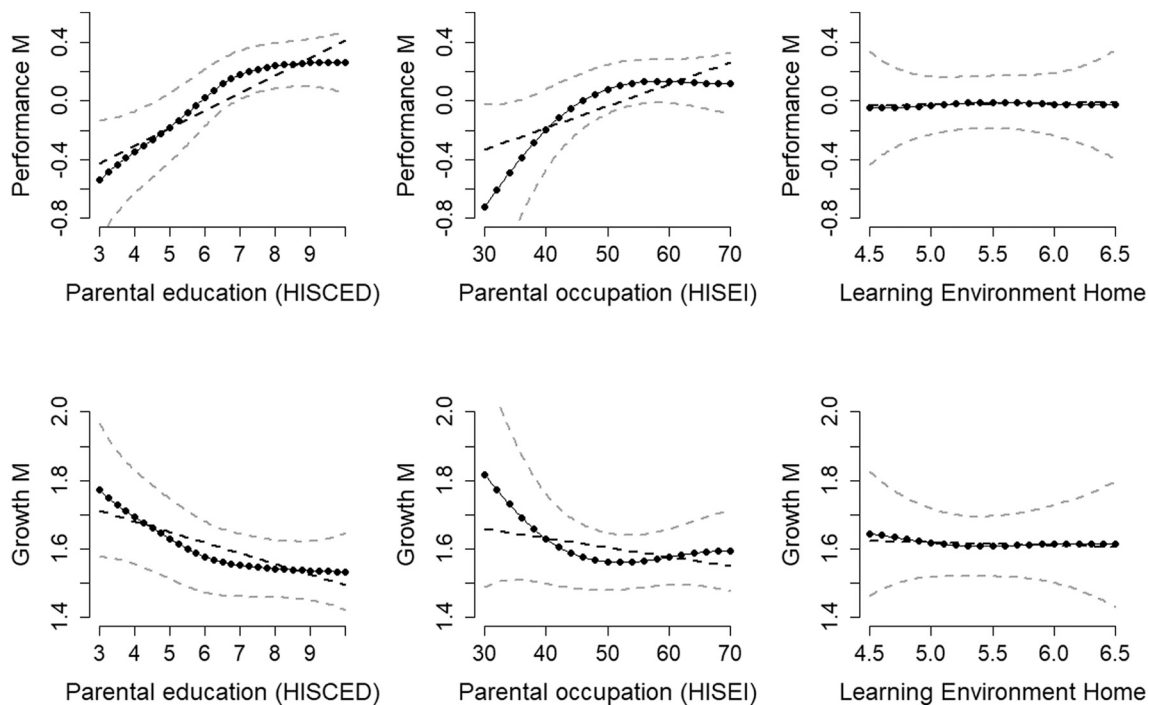 Performance M
0.4
0.0
-0.4
-0.8
3 4 5 6 7 8 9
Parental education (HISCED)
Performance M
0.4
0.0
-0.4
-0.8
30 40 50 60 70
Parental occupation (HISEI)
Performance M
0.4
0.0
-0.4
-0.8
4.5 5.0 5.5 6.0 6.5
Learning Environment Home
Growth M
2.0
1.8
1.6
1.4
3 4 5 6 7 8 9
Parental education (HISCED)
Growth M
2.0
1.8
1.6
1.4
30 40 50 60 70
Parental occupation (HISEI)
Growth M
2.0
1.8
1.6
1.4
4.5 5.0 5.5 6.0 6.5
Learning Environment Home